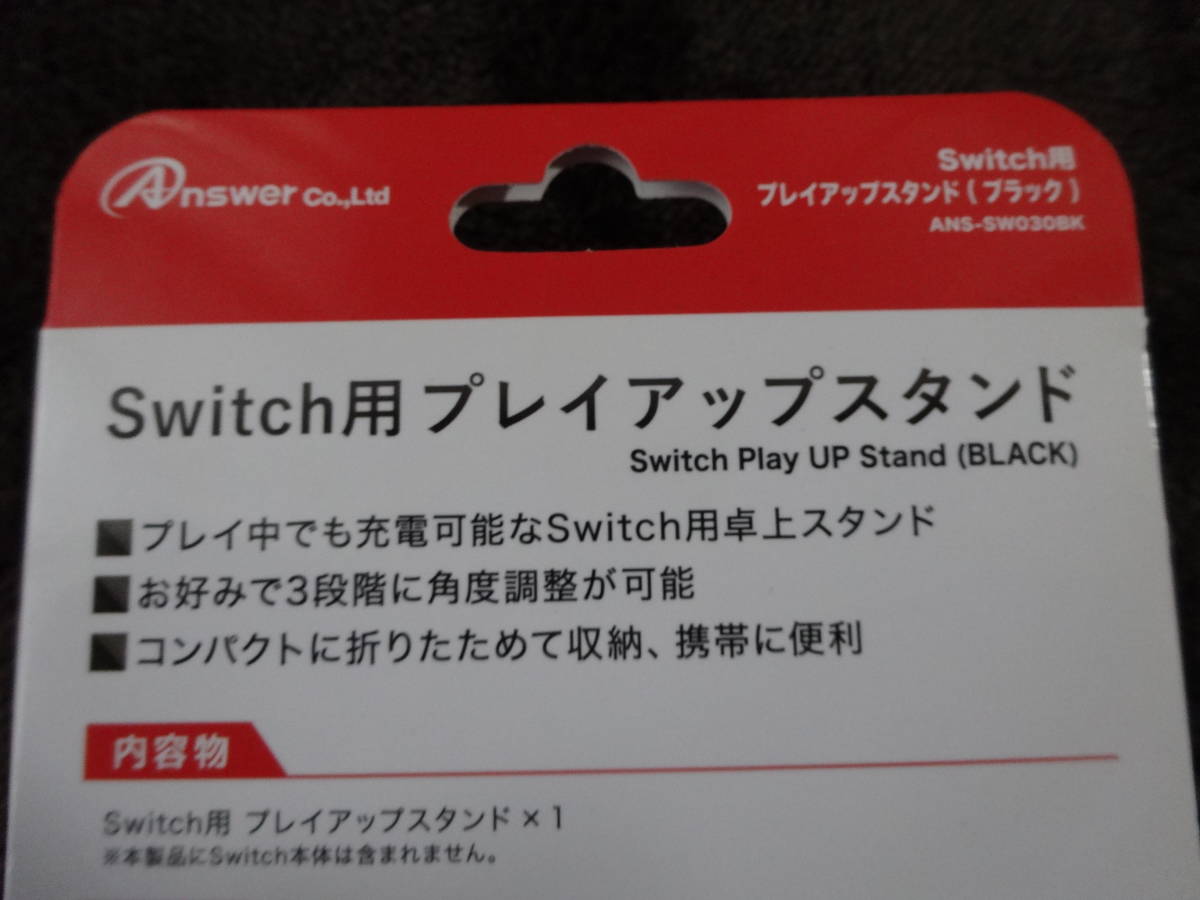 Answer Co.,Ltd
Switch用
プレイアップスタンド(ブラック)
ANS-SW030BK
Switch用 プレイアップスタンド
Switch Play UP Stand (BLACK)
■プレイ中でも充電可能なSwitch用卓上スタンド
■お好みで3段階に角度調整が可能
■コンパクトに折りたためて収納、携帯に便利
内容物
Switch用 プレイアップスタンド × 1
※本製品にSwitch本体は含まれません。